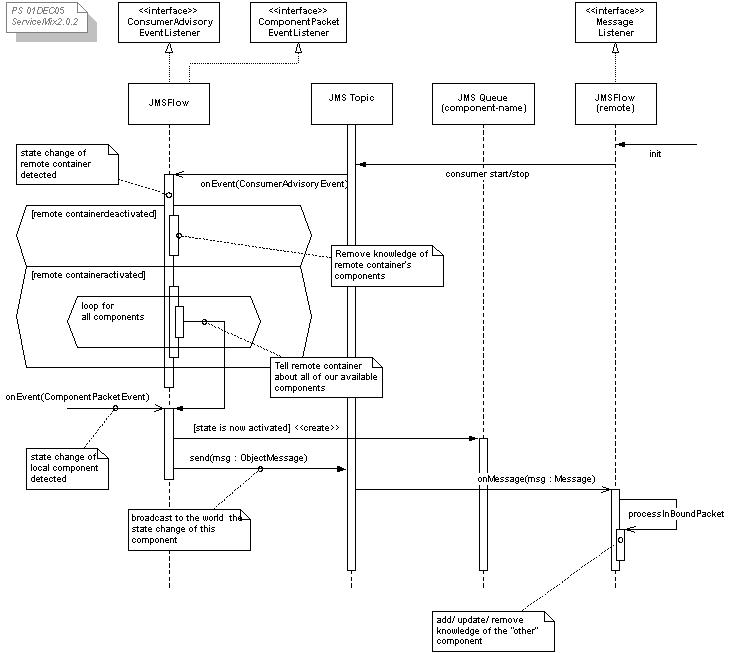 PS 01DEC05
ServiceMix2.0.2
<<interface>>
ConsumerAdvisory
EventListener
<<interface>>
ComponentPacket
EventListener
<<interface>>
Message
Listener
JMSFlow
JMS Topic
JMS Queue
(component-name)
JMSFlow
(remote)
init
state change of
remote container
detected
consumer start/stop
onEvent(ConsumerAdvisoryEvent)
[remote containerdeactivated]
Remove knowledge of
remote container's
components
[remote containeractivated]
loop for
all components
Tell remote container
about all of our available
components
onEvent(ComponentPacketEvent)
[state is now activated] <<create>>
state change of
local component
detected
send(msg : ObjectMessage)
onMessage(msg : Message)
processInBoundPacket
broadcast to the world the
state change of this
component
add/ update/ remove
knowledge of the "other"
component